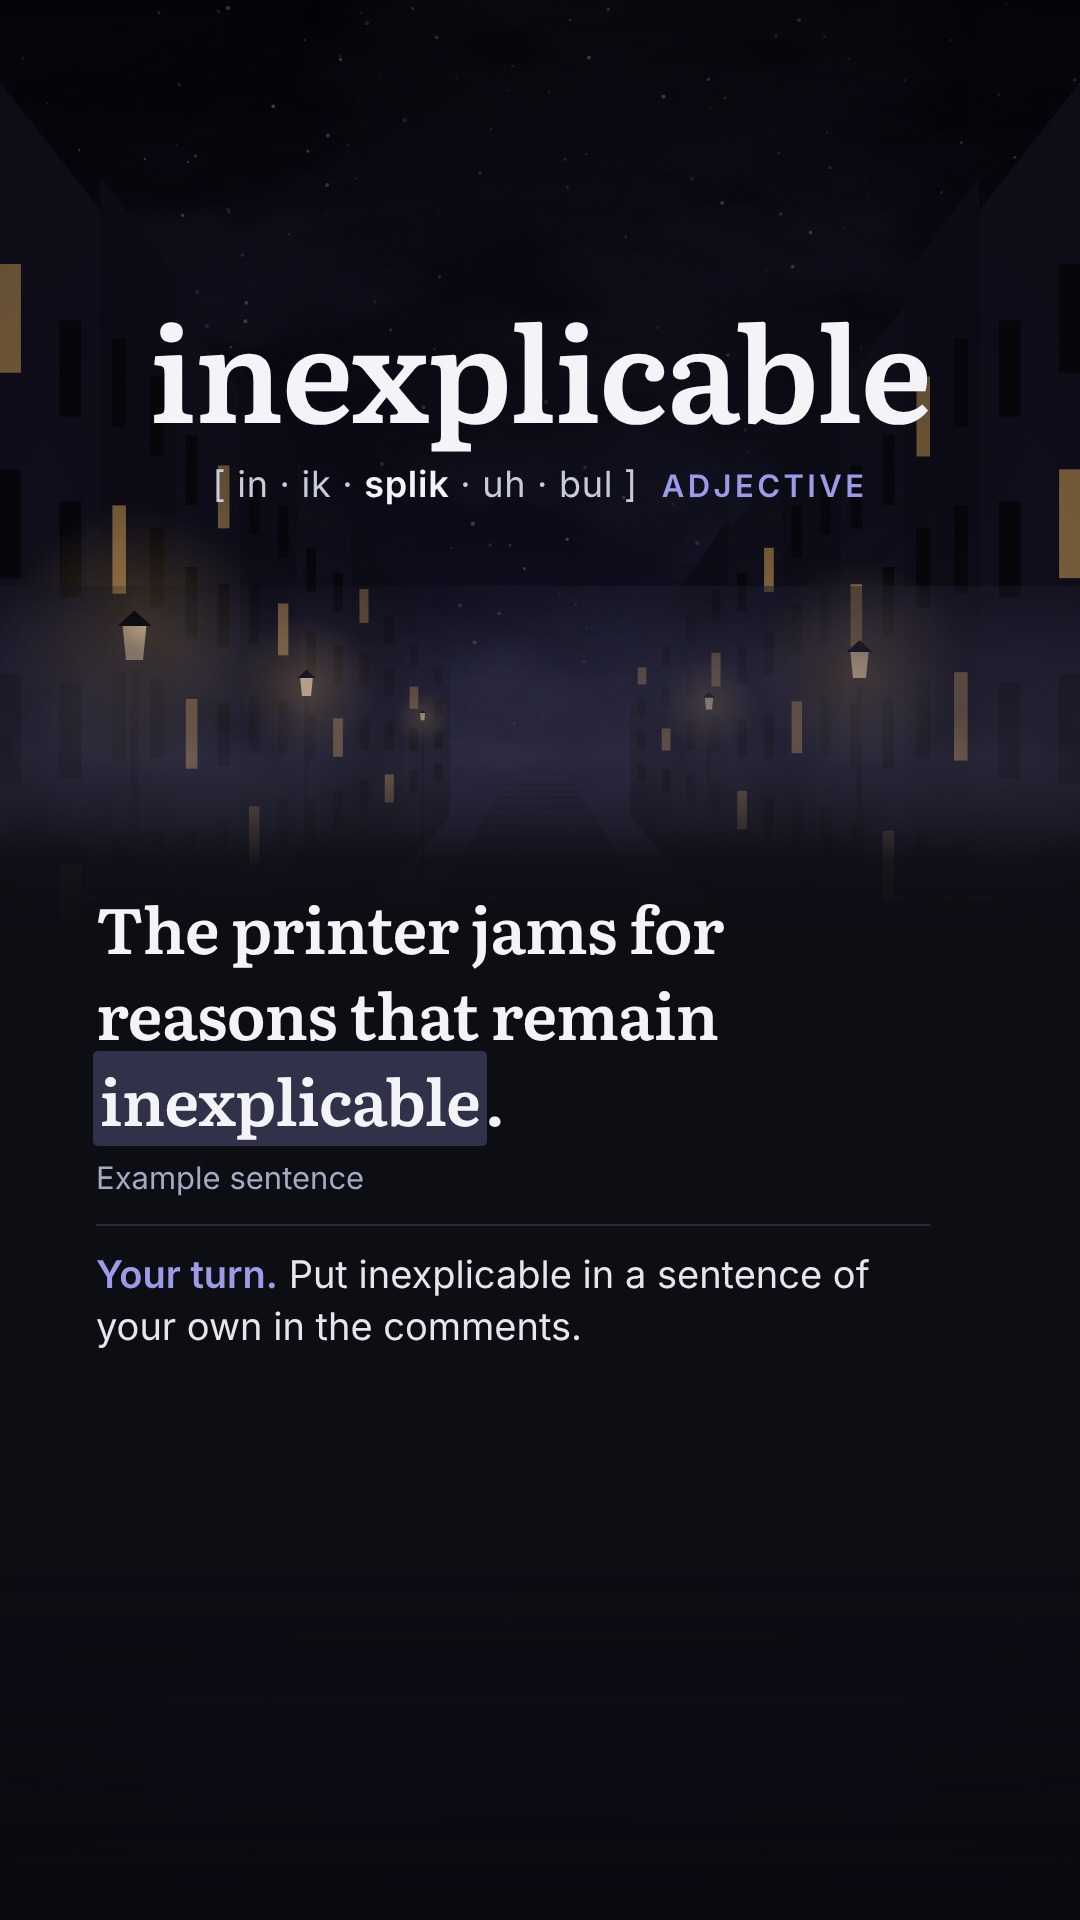 inexplicable
[ in · ik · splik · uh · bul ] ADJECTIVE
The printer jams for
reasons that remain
inexplicable.
Example sentence
Your turn. Put inexplicable in a sentence of
your own in the comments.